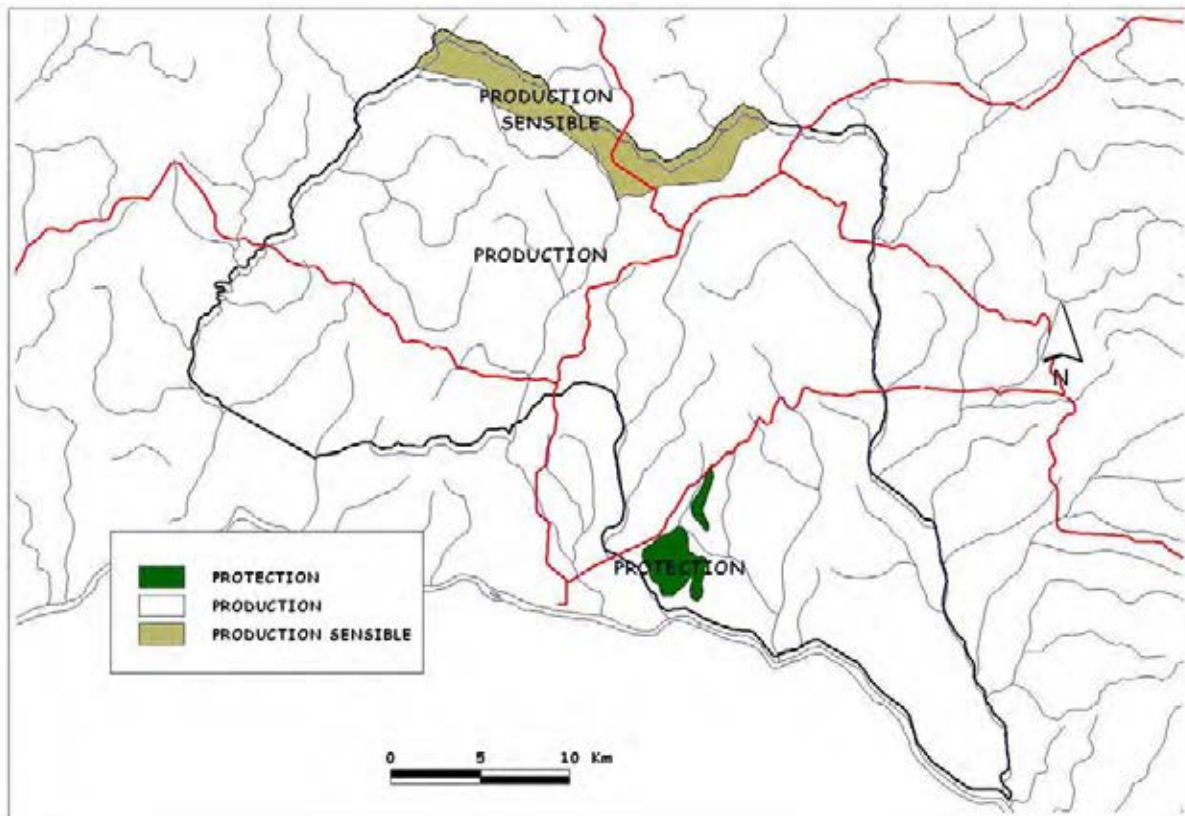 PRODUCTION
SENSIBLE
PRODUCTION
N
PROTECTION
PROTECTION
PRODUCTION
PRODUCTION SENSIBLE
0 5 10 Km